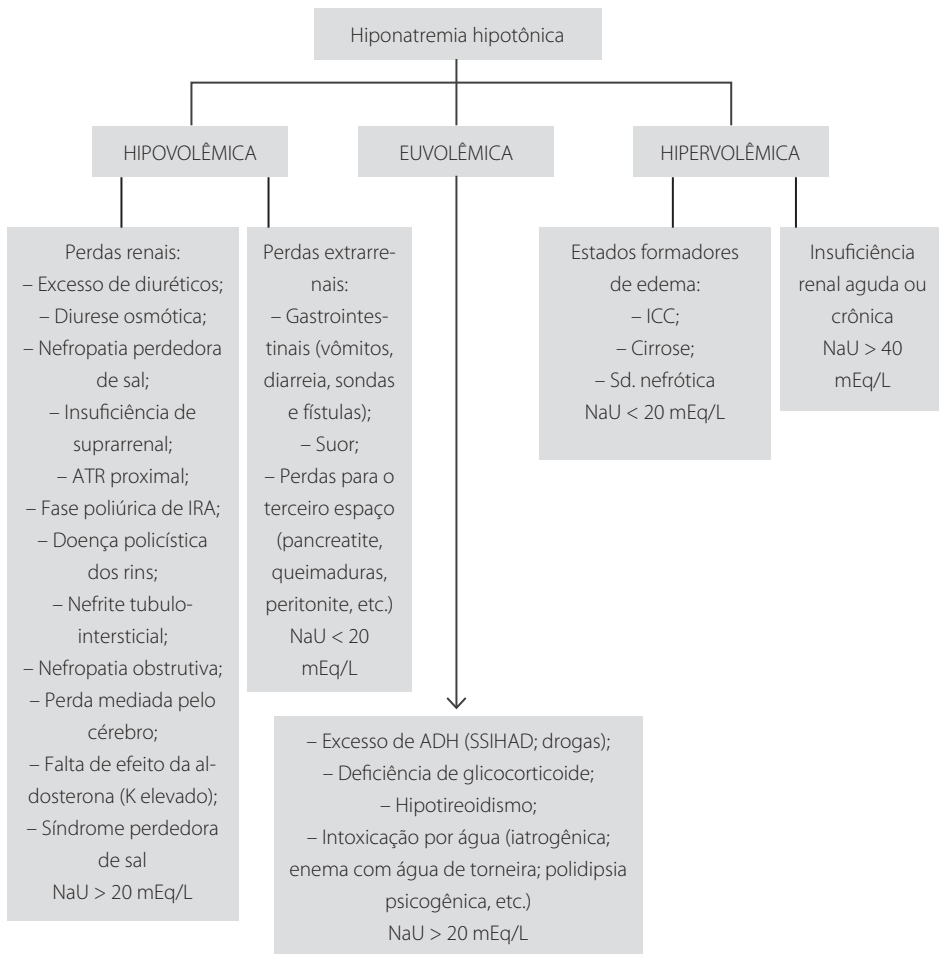 Hiponatremia hipotônica
HIPOVOLÊMICA
EUVOLÊMICA
HIPERVOLÊMICA
Perdas renais:
– Excesso de diuréticos;
– Diurese osmótica;
– Nefropatia perdedora
de sal;
– Insuficiência de
suprarrenal;
– ATR proximal;
– Fase poliúrica de IRA;
– Doença policística
dos rins;
– Nefrite tubulo-
intersticial;
– Nefropatia obstrutiva;
– Perda mediada pelo
cérebro;
– Falta de efeito da al-
dosterona (K elevado);
– Síndrome perdedora
de sal
NaU > 20 mEq/L
Perdas extrarre-
nais:
– Gastrointes-
tinais (vômitos,
diarreia, sondas
e fístulas);
– Suor;
– Perdas para o
terceiro espaço
(pancreatite,
queimaduras,
peritonite, etc.)
NaU < 20
mEq/L
– Excesso de ADH (SSIHAD; drogas);
– Deficiência de glicocorticoide;
– Hipotireoidismo;
– Intoxicação por água (iatrogênica;
enema com água de torneira; polidipsia
psicogênica, etc.)
NaU > 20 mEq/L
Estados formadores
de edema:
– ICC;
– Cirrose;
– Sd. nefrótica
NaU < 20 mEq/L
Insuficiência
renal aguda ou
crônica
NaU > 40
mEq/L